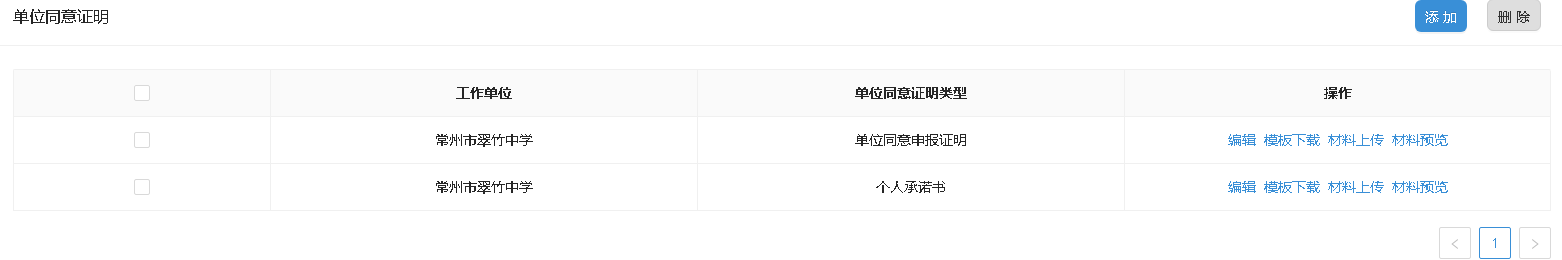 单位同意证明 添加 删除
工作单位 单位同意证明类型 操作
常州市翠竹中学 单位同意申报证明 编辑 模板下载 材料上传 材料预览
常州市翠竹中学 个人承诺书 编辑 模板下载 材料上传 材料预览
1